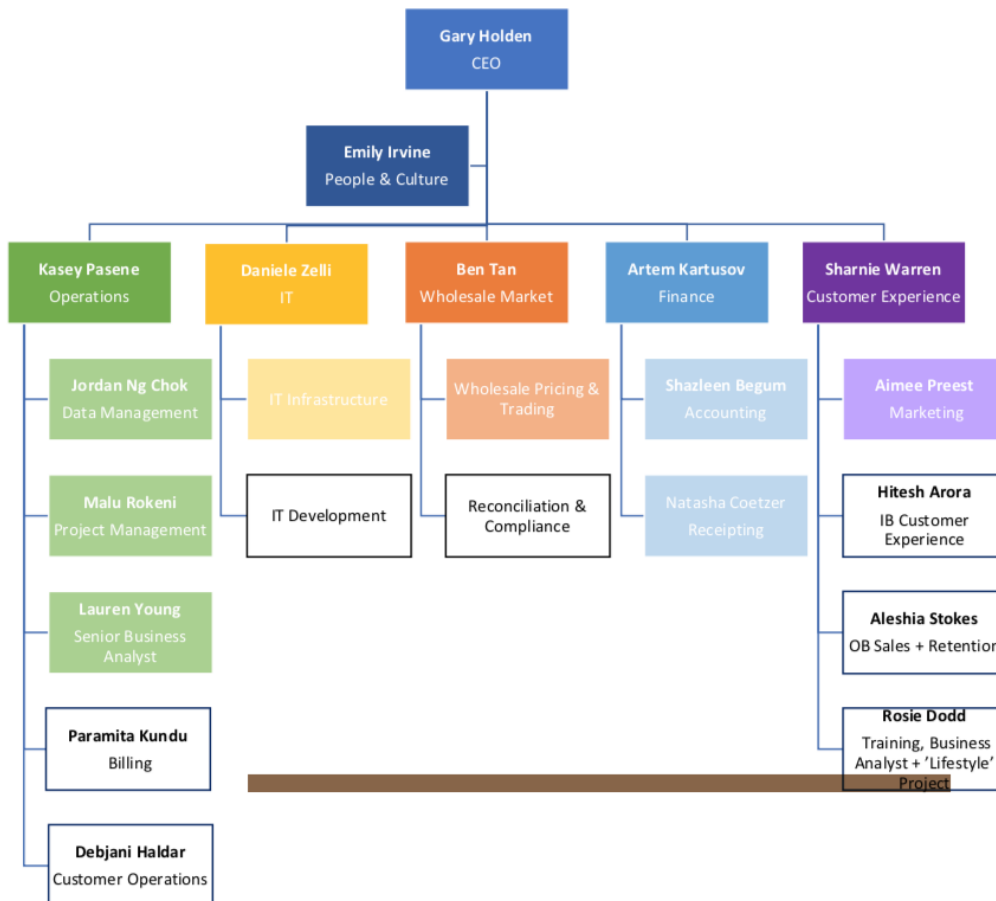 Gary Holden
CEO
Emily Irvine
People & Culture
Kasey Pasene
Operations
Daniele Zelli
IT
Ben Tan
Wholesale Market
Artem Kartusov
Finance
Sharnie Warren
Customer Experience
Jordan Ng Chok
Data Management
IT Infrastructure
Wholesale Pricing &
Trading
Shazleen Begum
Accounting
Aimee Preest
Marketing
Malu Rokeni
Project Management
IT Development
Reconciliation &
Compliance
Natasha Coetzer
Receipting
Hitesh Arora
IB Customer
Experience
Lauren Young
Senior Business
Analyst
Aleshia Stokes
OB Sales + Retention
Paramita Kundu
Billing
Rosie Dodd
Training, Business
Analyst + ’Lifestyle’
Project
Debjani Haldar
Customer Operations